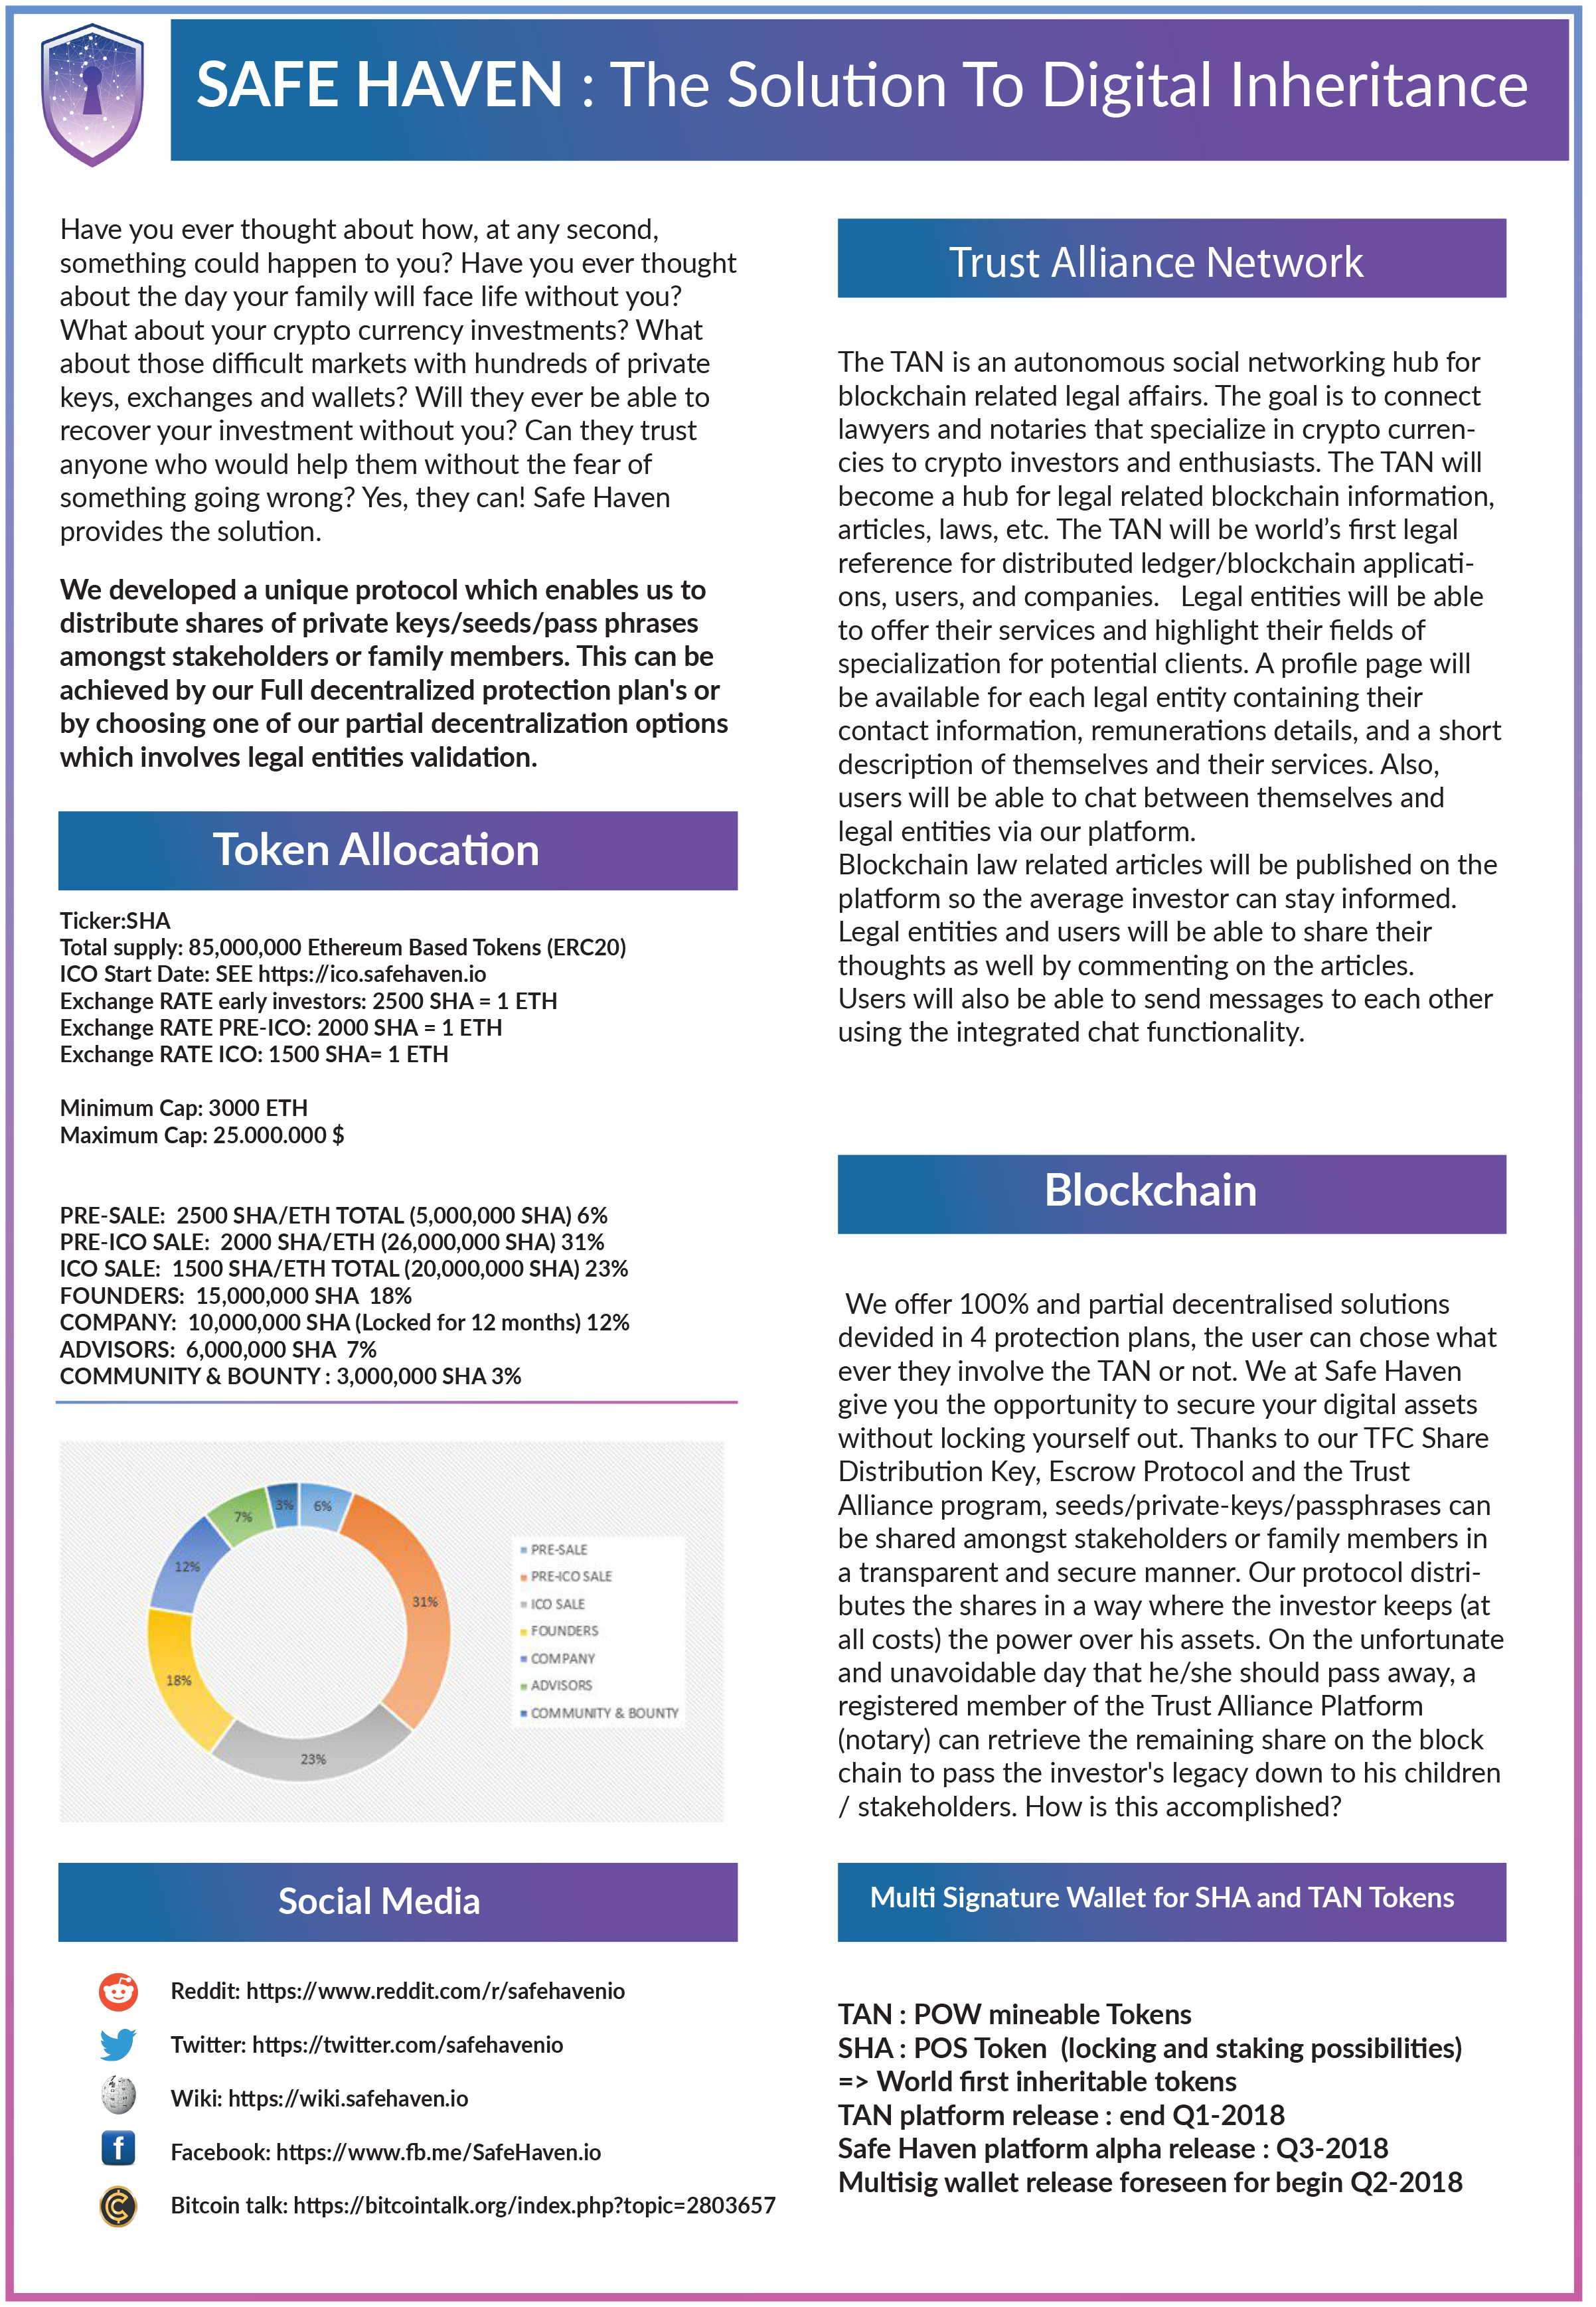 SAFE HAVEN : The Solution To Digital Inheritance
Have you ever thought about how, at any second,
something could happen to you? Have you ever thought
about the day your family will face life without you?
What about your crypto currency investments? What
about those difficult markets with hundreds of private
keys, exchanges and wallets? Will they ever be able to
recover your investment without you? Can they trust
anyone who would help them without the fear of
something going wrong? Yes, they can! Safe Haven
provides the solution.
We developed a unique protocol which enables us to
distribute shares of private keys/seeds/pass phrases
amongst stakeholders or family members. This can be
achieved by our Full decentralized protection plan's or
by choosing one of our partial decentralization options
which involves legal entities validation.
Token Allocation
Ticker:SHA
Total supply: 85,000,000 Ethereum Based Tokens (ERC20)
ICO Start Date: SEE https://ico.safehaven.io
Exchange RATE early investors: 2500 SHA = 1 ETH
Exchange RATE PRE-ICO: 2000 SHA = 1 ETH
Exchange RATE ICO: 1500 SHA= 1 ETH
Minimum Cap: 3000 ETH
Maximum Cap: 25.000.000 $
PRE-SALE: 2500 SHA/ETH TOTAL (5,000,000 SHA) 6%
PRE-ICO SALE: 2000 SHA/ETH (26,000,000 SHA) 31%
ICO SALE: 1500 SHA/ETH TOTAL (20,000,000 SHA) 23%
FOUNDERS: 15,000,000 SHA 18%
COMPANY: 10,000,000 SHA (Locked for 12 months) 12%
ADVISORS: 6,000,000 SHA 7%
COMMUNITY & BOUNTY : 3,000,000 SHA 3%
3%
6%
7%
12%
31%
18%
23%
PRE-SALE
PRE-ICO SALE
ICO SALE
FOUNDERS
COMPANY
ADVISORS
COMMUNITY & BOUNTY
Social Media
Reddit: https://www.reddit.com/r/safehavenio
Twitter: https://twitter.com/safehavenio
Wiki: https://wiki.safehaven.io
Facebook: https://www.fb.me/SafeHaven.io
Bitcoin talk: https://bitcointalk.org/index.php?topic=2803657
Trust Alliance Network
The TAN is an autonomous social networking hub for
blockchain related legal affairs. The goal is to connect
lawyers and notaries that specialize in crypto curren-
cies to crypto investors and enthusiasts. The TAN will
become a hub for legal related blockchain information,
articles, laws, etc. The TAN will be world’s first legal
reference for distributed ledger/blockchain applicati-
ons, users, and companies. Legal entities will be able
to offer their services and highlight their fields of
specialization for potential clients. A profile page will
be available for each legal entity containing their
contact information, remunerations details, and a short
description of themselves and their services. Also,
users will be able to chat between themselves and
legal entities via our platform.
Blockchain law related articles will be published on the
platform so the average investor can stay informed.
Legal entities and users will be able to share their
thoughts as well by commenting on the articles.
Users will also be able to send messages to each other
using the integrated chat functionality.
Blockchain
We offer 100% and partial decentralised solutions
devided in 4 protection plans, the user can chose what
ever they involve the TAN or not. We at Safe Haven
give you the opportunity to secure your digital assets
without locking yourself out. Thanks to our TFC Share
Distribution Key, Escrow Protocol and the Trust
Alliance program, seeds/private-keys/passphrases can
be shared amongst stakeholders or family members in
a transparent and secure manner. Our protocol distri-
butes the shares in a way where the investor keeps (at
all costs) the power over his assets. On the unfortunate
and unavoidable day that he/she should pass away, a
registered member of the Trust Alliance Platform
(notary) can retrieve the remaining share on the block
chain to pass the investor's legacy down to his children
/ stakeholders. How is this accomplished?
Multi Signature Wallet for SHA and TAN Tokens
TAN : POW mineable Tokens
SHA : POS Token (locking and staking possibilities)
=> World first inheritable tokens
TAN platform release : end Q1-2018
Safe Haven platform alpha release : Q3-2018
Multisig wallet release foreseen for begin Q2-2018